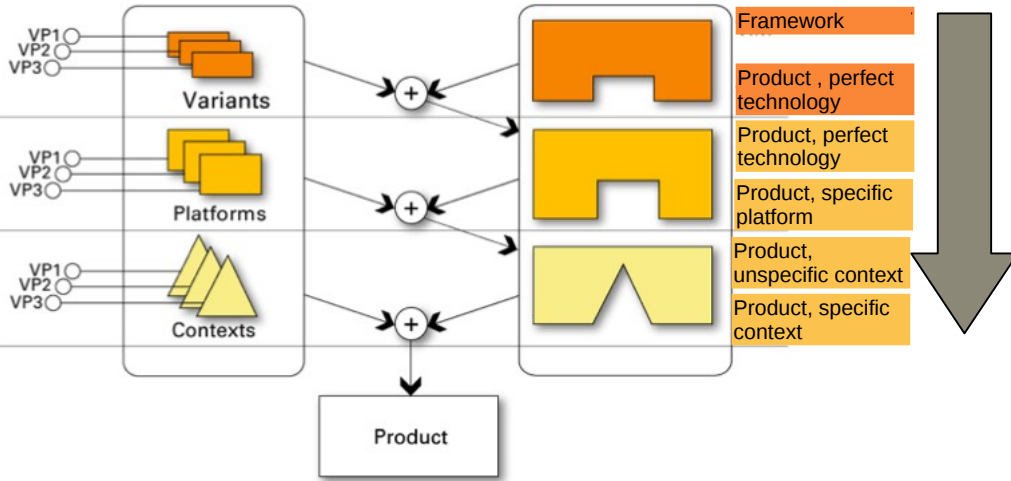 VP1
VP2
VP3
Variants
+
Framework
Product , perfect
technology
VP1
VP2
VP3
Platforms
+
Product, perfect
technology
Product, specific
platform
VP1
VP2
VP3
Contexts
+
Product,
unspecific context
Product, specific
context
Product